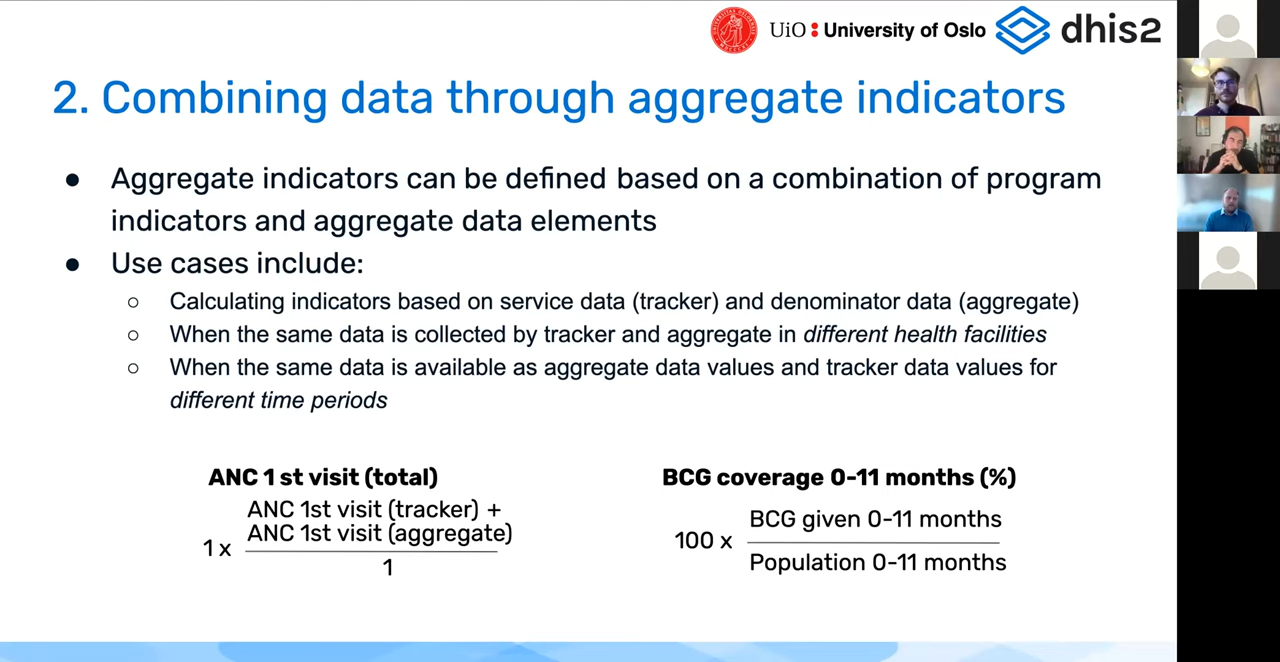 UiO : University of Oslo dhis2
2. Combining data through aggregate indicators
● Aggregate indicators can be defined based on a combination of program
indicators and aggregate data elements
● Use cases include:
○ Calculating indicators based on service data (tracker) and denominator data (aggregate)
○ When the same data is collected by tracker and aggregate in different health facilities
○ When the same data is available as aggregate data values and tracker data values for
different time periods
ANC 1 st visit (total)
1 x
ANC 1st visit (tracker) +
ANC 1st visit (aggregate)
1
BCG coverage 0-11 months (%)
100 x
BCG given 0-11 months
Population 0-11 months